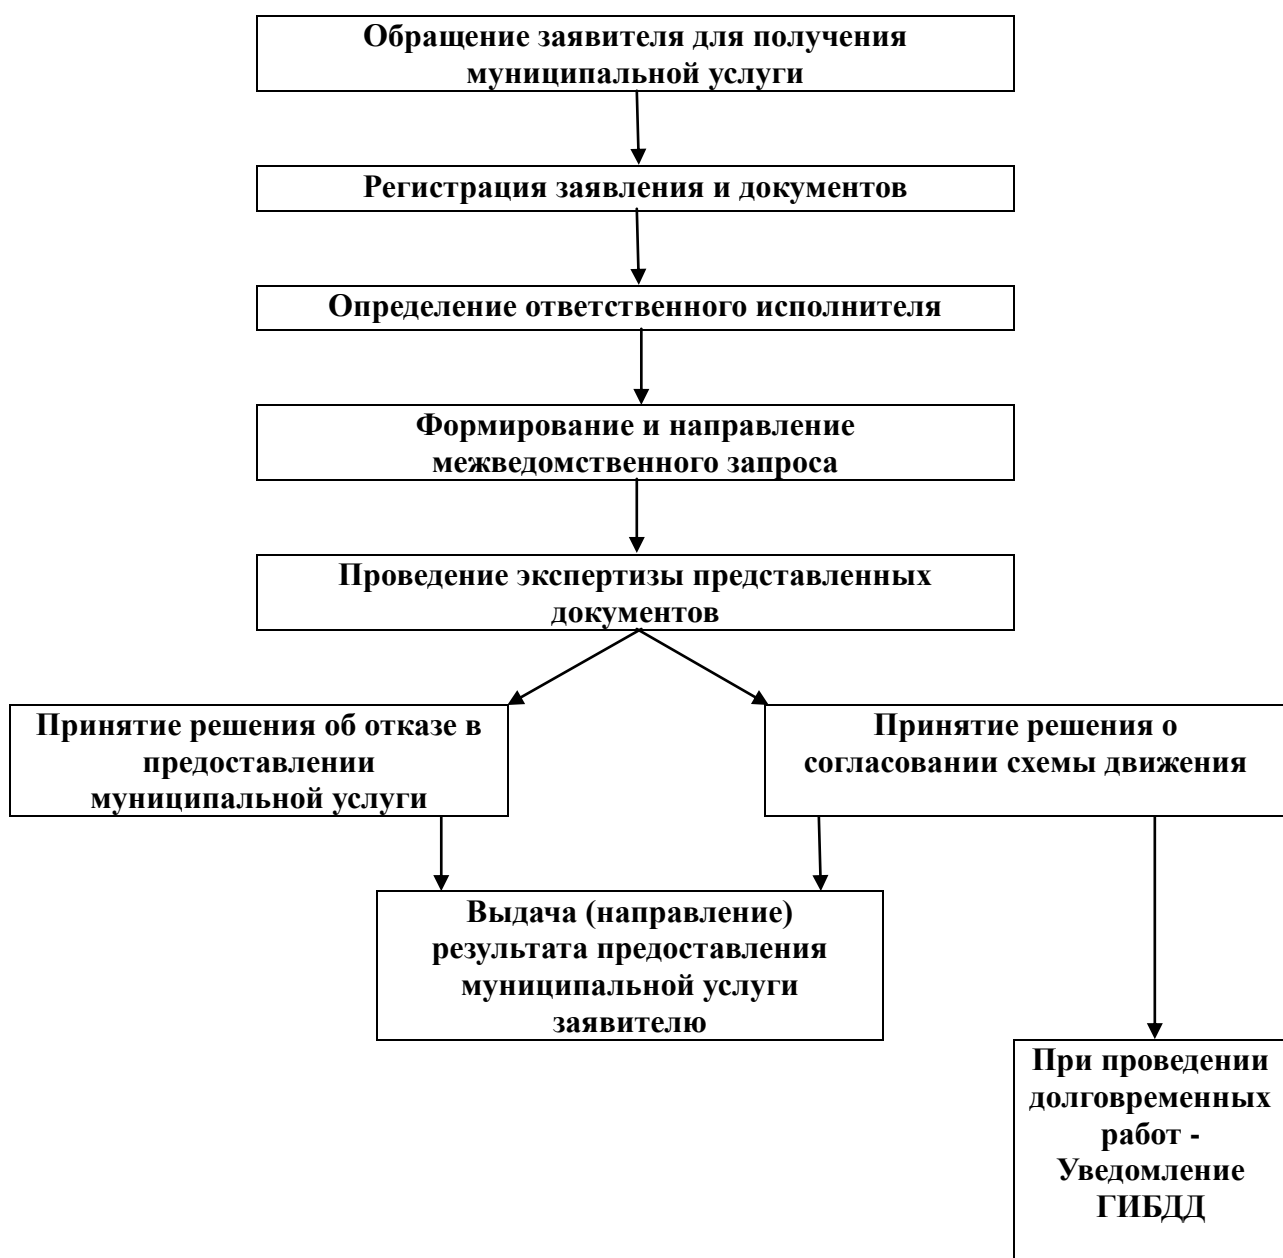 Обращение заявителя для получения
муниципальной услуги
Регистрация заявления и документов
Определение ответственного исполнителя
Формирование и направление
межведомственного запроса
Проведение экспертизы представленных
документов
Принятие решения об отказе в
предоставлении
муниципальной услуги
Принятие решения о
согласовании схемы движения
Выдача (направление)
результата предоставления
муниципальной услуги
заявителю
При проведении
долговременных
работ -
Уведомление
ГИБДД